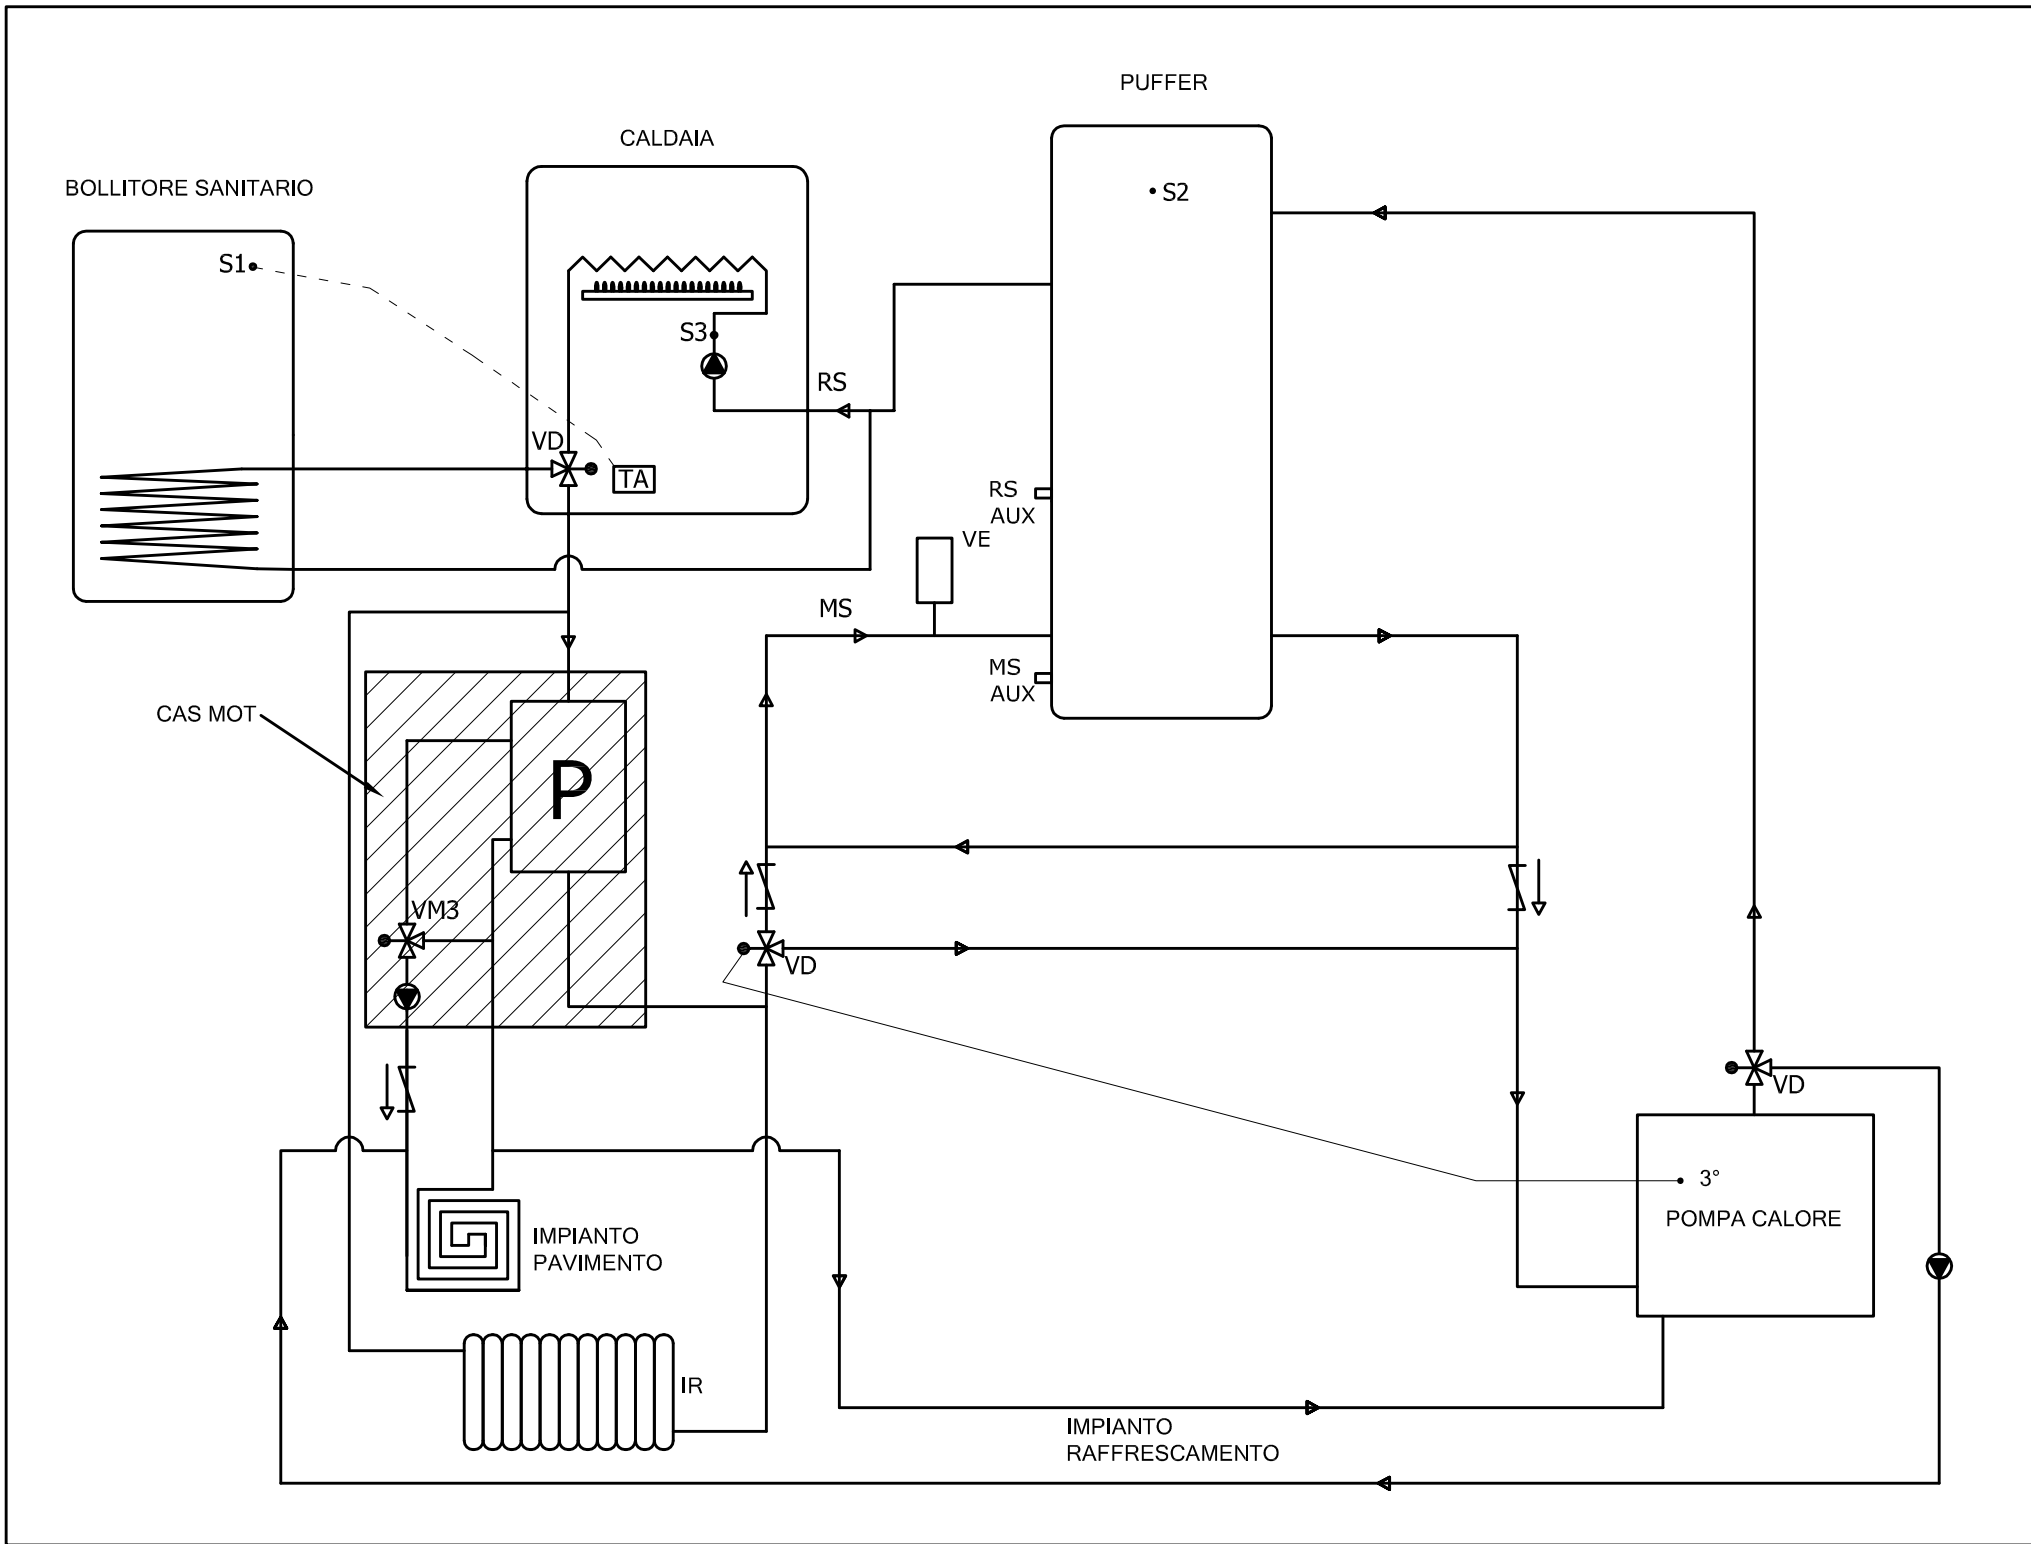 PUFFER
CALDAIA
BOLLITORE SANITARIO
S2
S1
S3
RS
VD
TA
RS
AUX
VE
MS
MS
AUX
CAS MOT
P
VM3
VD
VD
3°
POMPA CALORE
IMPIANTO
PAVIMENTO
IR
IMPIANTO
RAFFRESCAMENTO